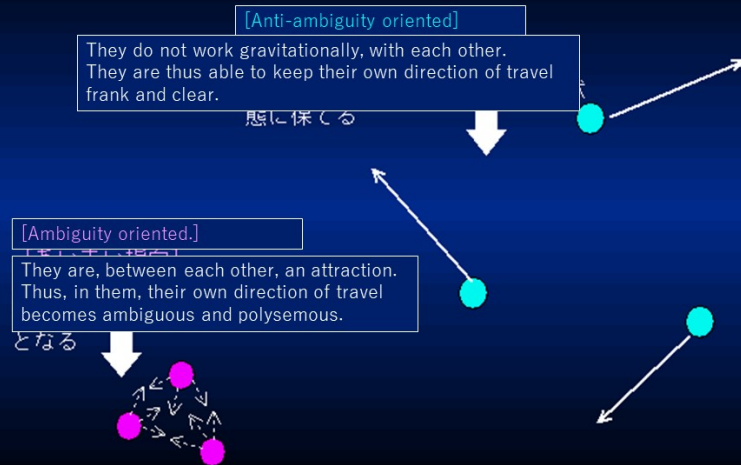 [Anti-ambiguity oriented]
They do not work gravitationally, with each other.
They are thus able to keep their own direction of travel
frank and clear.
態に保てる
[Ambiguity oriented.]
They are, between each other, an attraction.
Thus, in them, their own direction of travel
becomes ambiguous and polysemous.
となる